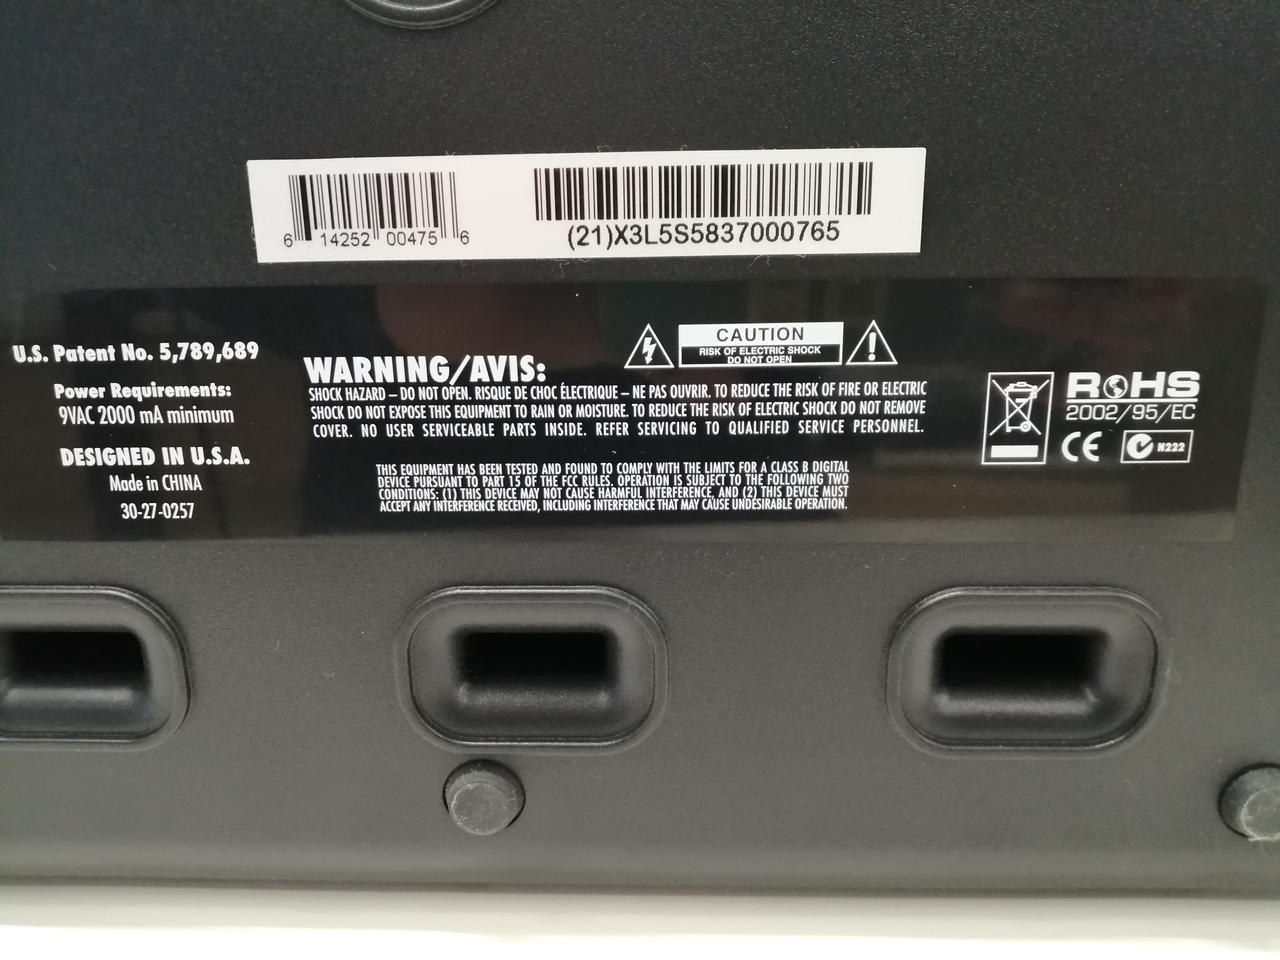 6 14252 00475 6
(21)X3L5S5837000765
U.S. Patent No. 5,789,689
Power Requirements:
9VAC 2000 mA minimum
DESIGNED IN U.S.A.
Made in CHINA
30-27-0257
WARNING/AVIS:
CAUTION
RISK OF ELECTRIC SHOCK
DO NOT OPEN
SHOCK HAZARD – DO NOT OPEN. RISQUE DE CHOC ÉLECTRIQUE – NE PAS OUVRIR. TO REDUCE THE RISK OF FIRE OR ELECTRIC
SHOCK DO NOT EXPOSE THIS EQUIPMENT TO RAIN OR MOISTURE. TO REDUCE THE RISK OF ELECTRIC SHOCK DO NOT REMOVE
COVER. NO USER SERVICEABLE PARTS INSIDE. REFER SERVICING TO QUALIFIED SERVICE PERSONNEL.
THIS EQUIPMENT HAS BEEN TESTED AND FOUND TO COMPLY WITH THE LIMITS FOR A CLASS B DIGITAL
DEVICE PURSUANT TO PART 15 OF THE FCC RULES. OPERATION IS SUBJECT TO THE FOLLOWING TWO
CONDITIONS: (1) THIS DEVICE MAY NOT CAUSE HARMFUL INTERFERENCE, AND (2) THIS DEVICE MUST
ACCEPT ANY INTERFERENCE RECEIVED, INCLUDING INTERFERENCE THAT MAY CAUSE UNDESIRABLE OPERATION.
RoHS
2002/95/EC
CE
N222